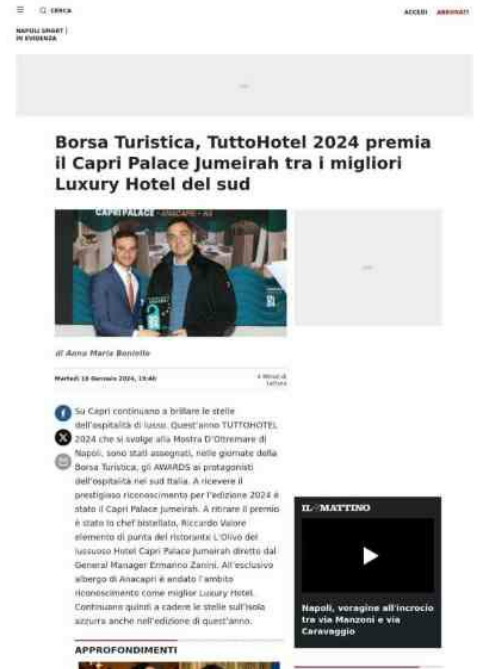 CERCA
ACCEDI ABBONATI
NAPOLI SMART |
IN EVIDENZA
Borsa Turistica, TuttoHotel 2024 premia
il Capri Palace Jumeirah tra i migliori
Luxury Hotel del sud
CAPRI PALACE - ANACAPRI -
di Anna Maria Boniello
Martedì 16 Gennaio 2024, 19:46
4 Minuti di
Lettura
Su Capri continuano a brillare le stelle
dell'ospitalità di lusso. Quest'anno TUTTOHOTEL
2024 che si svolge alla Mostra D'Oltremare di
Napoli, sono stati assegnati, nelle giornate della
Borsa Turistica, gli AWARDS ai protagonisti
dell'ospitalità nel sud Italia. A ricevere il
prestigioso riconoscimento per l'edizione 2024 è
stato il Capri Palace Jumeirah. A ritirare il premio
è stato lo chef bistellato, Riccardo Valore
elemento di punta del ristorante L'Olivo del
lussuoso Hotel Capri Palace Jumeirah diretto dal
General Manager Ermanno Zanini. All'esclusivo
albergo di Anacapri è andato l'ambito
riconoscimento come miglior Luxury Hotel.
Continuano quindi a cadere le stelle sull'isola
azzurra anche nell'edizione di quest'anno.
IL MATTINO
Napoli, voragine all'incrocio
tra via Manzoni e via
Caravaggio
APPROFONDIMENTI